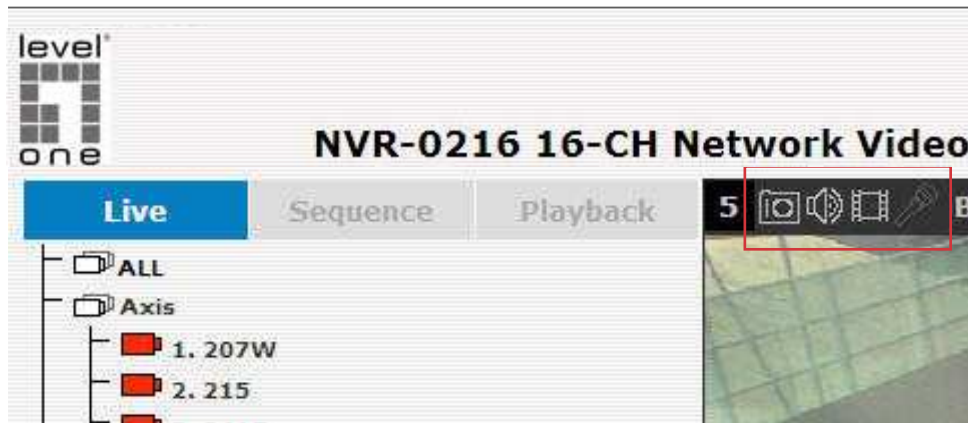 level
one
NVR-0216 16-CH Network Video
Live Sequence Playback 5
ALL
Axis
1. 207W
2. 215